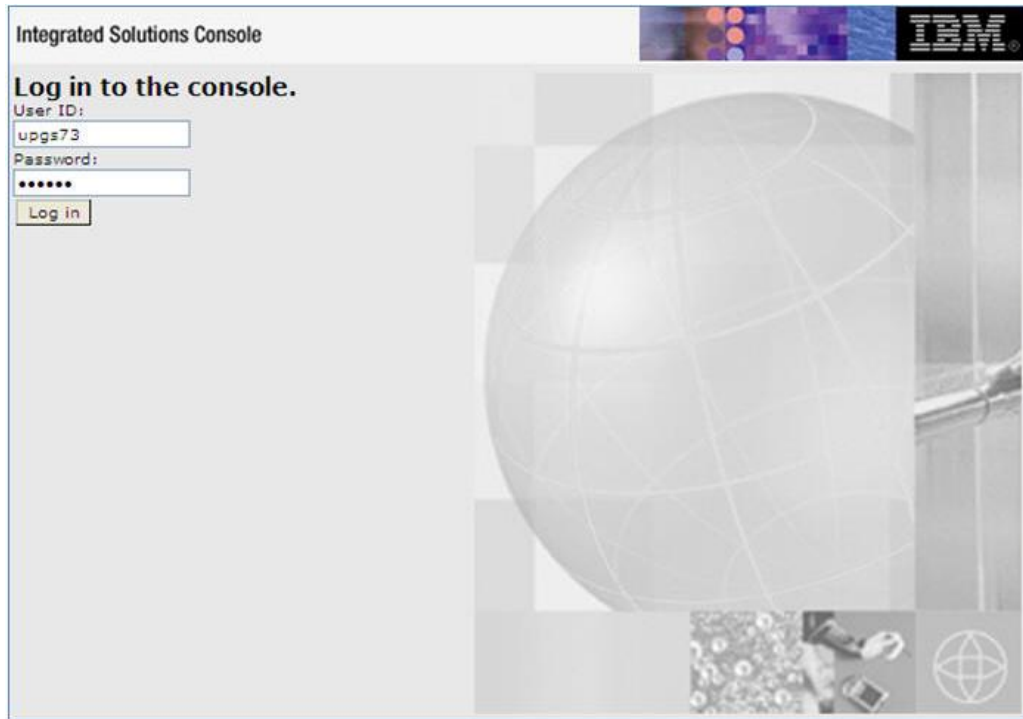 Integrated Solutions Console
IBM®
Log in to the console.
User ID:
upgs73
Password:
••••••
Log in